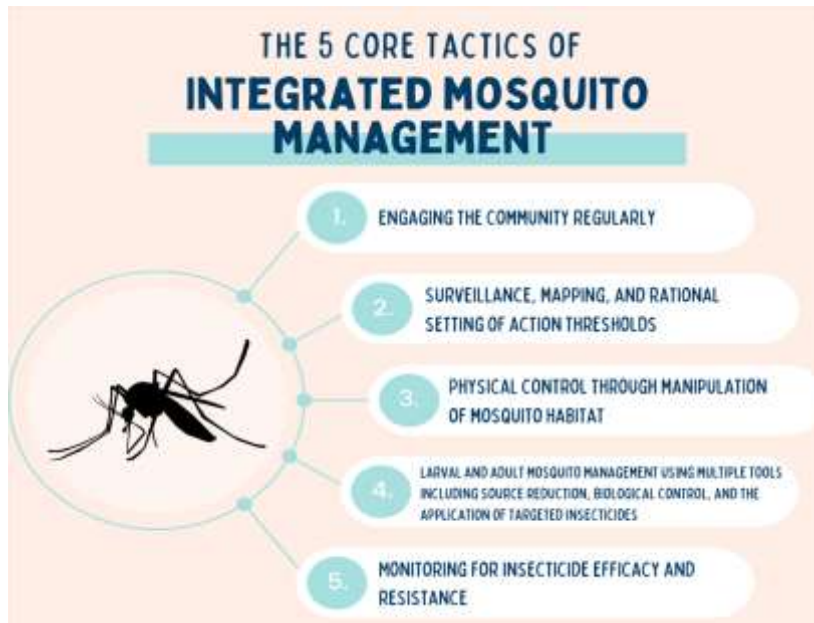 THE 5 CORE TACTICS OF
INTEGRATED MOSQUITO
MANAGEMENT
1. ENGAGING THE COMMUNITY REGULARLY
2. SURVEILLANCE, MAPPING, AND RATIONAL
SETTING OF ACTION THRESHOLDS
3. PHYSICAL CONTROL THROUGH MANIPULATION
OF MOSQUITO HABITAT
4. LARVAL AND ADULT MOSQUITO MANAGEMENT USING MULTIPLE TOOLS
INCLUDING SOURCE REDUCTION, BIOLOGICAL CONTROL, AND THE
APPLICATION OF TARGETED INSECTICIDES
5. MONITORING FOR INSECTICIDE EFFICACY AND
RESISTANCE